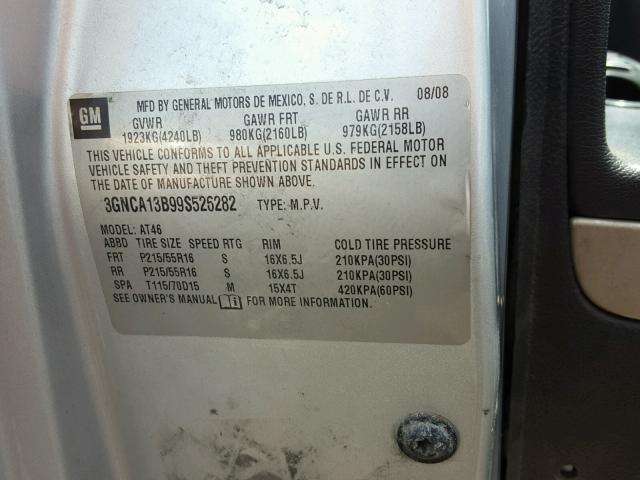 GM
MFD BY GENERAL MOTORS DE MEXICO, S. DE R.L. DE C.V. 08/08
GVWR GAWR FRT GAWR RR
1923KG(4240LB) 980KG(2160LB) 979KG(2158LB)
THIS VEHICLE CONFORMS TO ALL APPLICABLE U.S. FEDERAL MOTOR
VEHICLE SAFETY AND THEFT PREVENTION STANDARDS IN EFFECT ON
THE DATE OF MANUFACTURE SHOWN ABOVE.
3GNCA13B99S526282 TYPE: M.P.V.
MODEL: AT46
ABBD TIRE SIZE SPEED RTG RIM COLD TIRE PRESSURE
FRT P215/55R16 S 16X6.5J 210KPA(30PSI)
RR P215/55R16 S 16X6.5J 210KPA(30PSI)
SPA T115/70D15 M 15X4T 420KPA(60PSI)
SEE OWNER'S MANUAL FOR MORE INFORMATION.